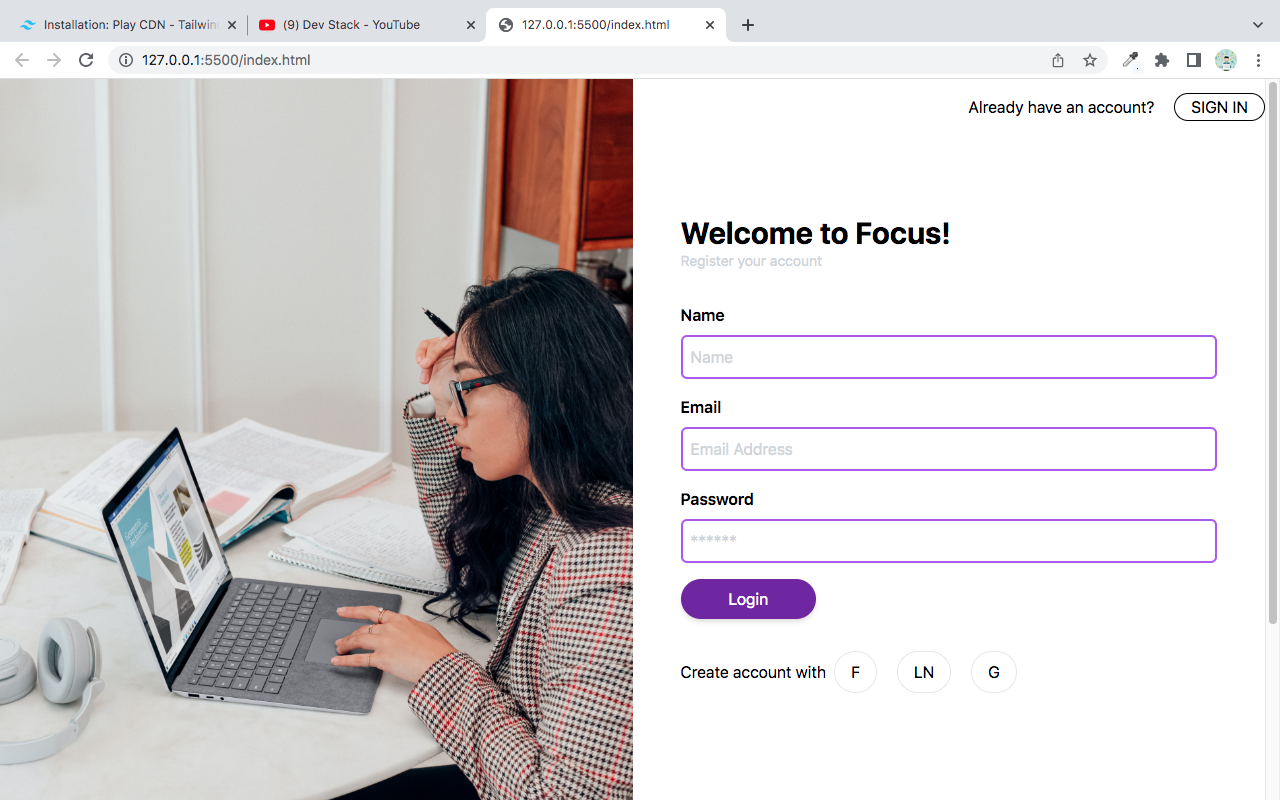 Installation: Play CDN - Tailwin
(9) Dev Stack - YouTube
127.0.0.1:5500/index.html
127.0.0.1:5500/index.html
Already have an account?
SIGN IN
Welcome to Focus!
Register your account
Name
Name
Email
Email Address
Password
******
Login
Create account with
F
LN
G